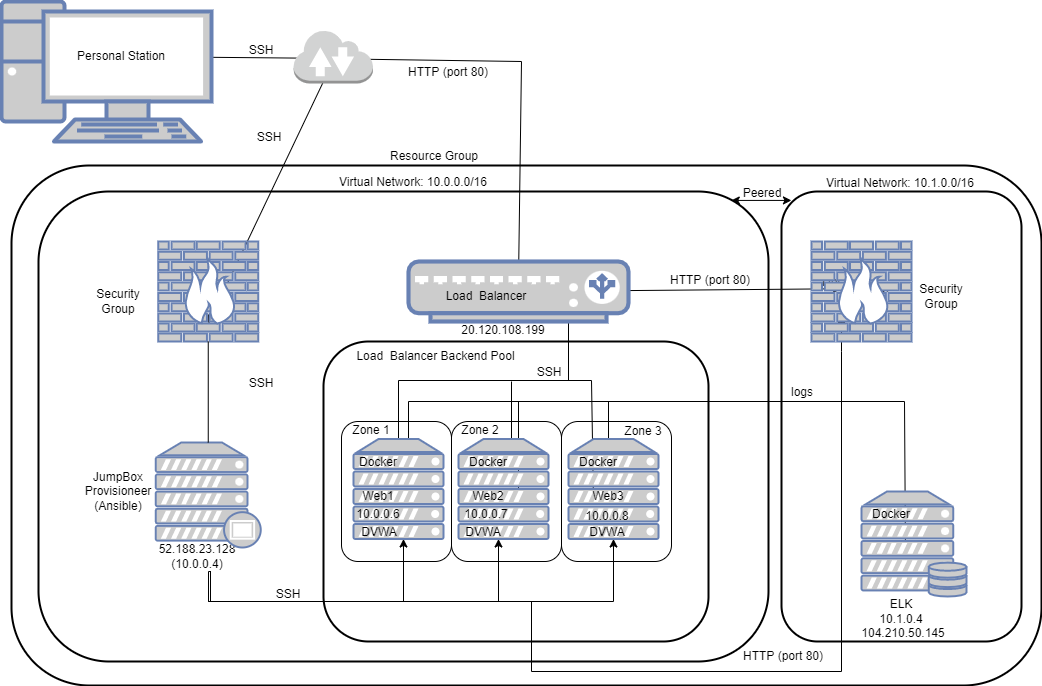 Personal Station
SSH
HTTP (port 80)
SSH
Resource Group
Virtual Network: 10.0.0.0/16
Peered
Virtual Network: 10.1.0.0/16
Security
Group
Load  Balancer
HTTP (port 80)
Security
Group
20.120.108.199
Load  Balancer Backend Pool
SSH
SSH
logs
Zone 1
Zone 2
Zone 3
Docker
Docker
Docker
JumpBox
Provisioneer
(Ansible)
Web1
Web2
Web3
10.0.0.6
10.0.0.7
10.0.0.8
Docker
DVWA
DVWA
DVWA
52.188.23.128
(10.0.0.4)
SSH
ELK
10.1.0.4
104.210.50.145
HTTP (port 80)